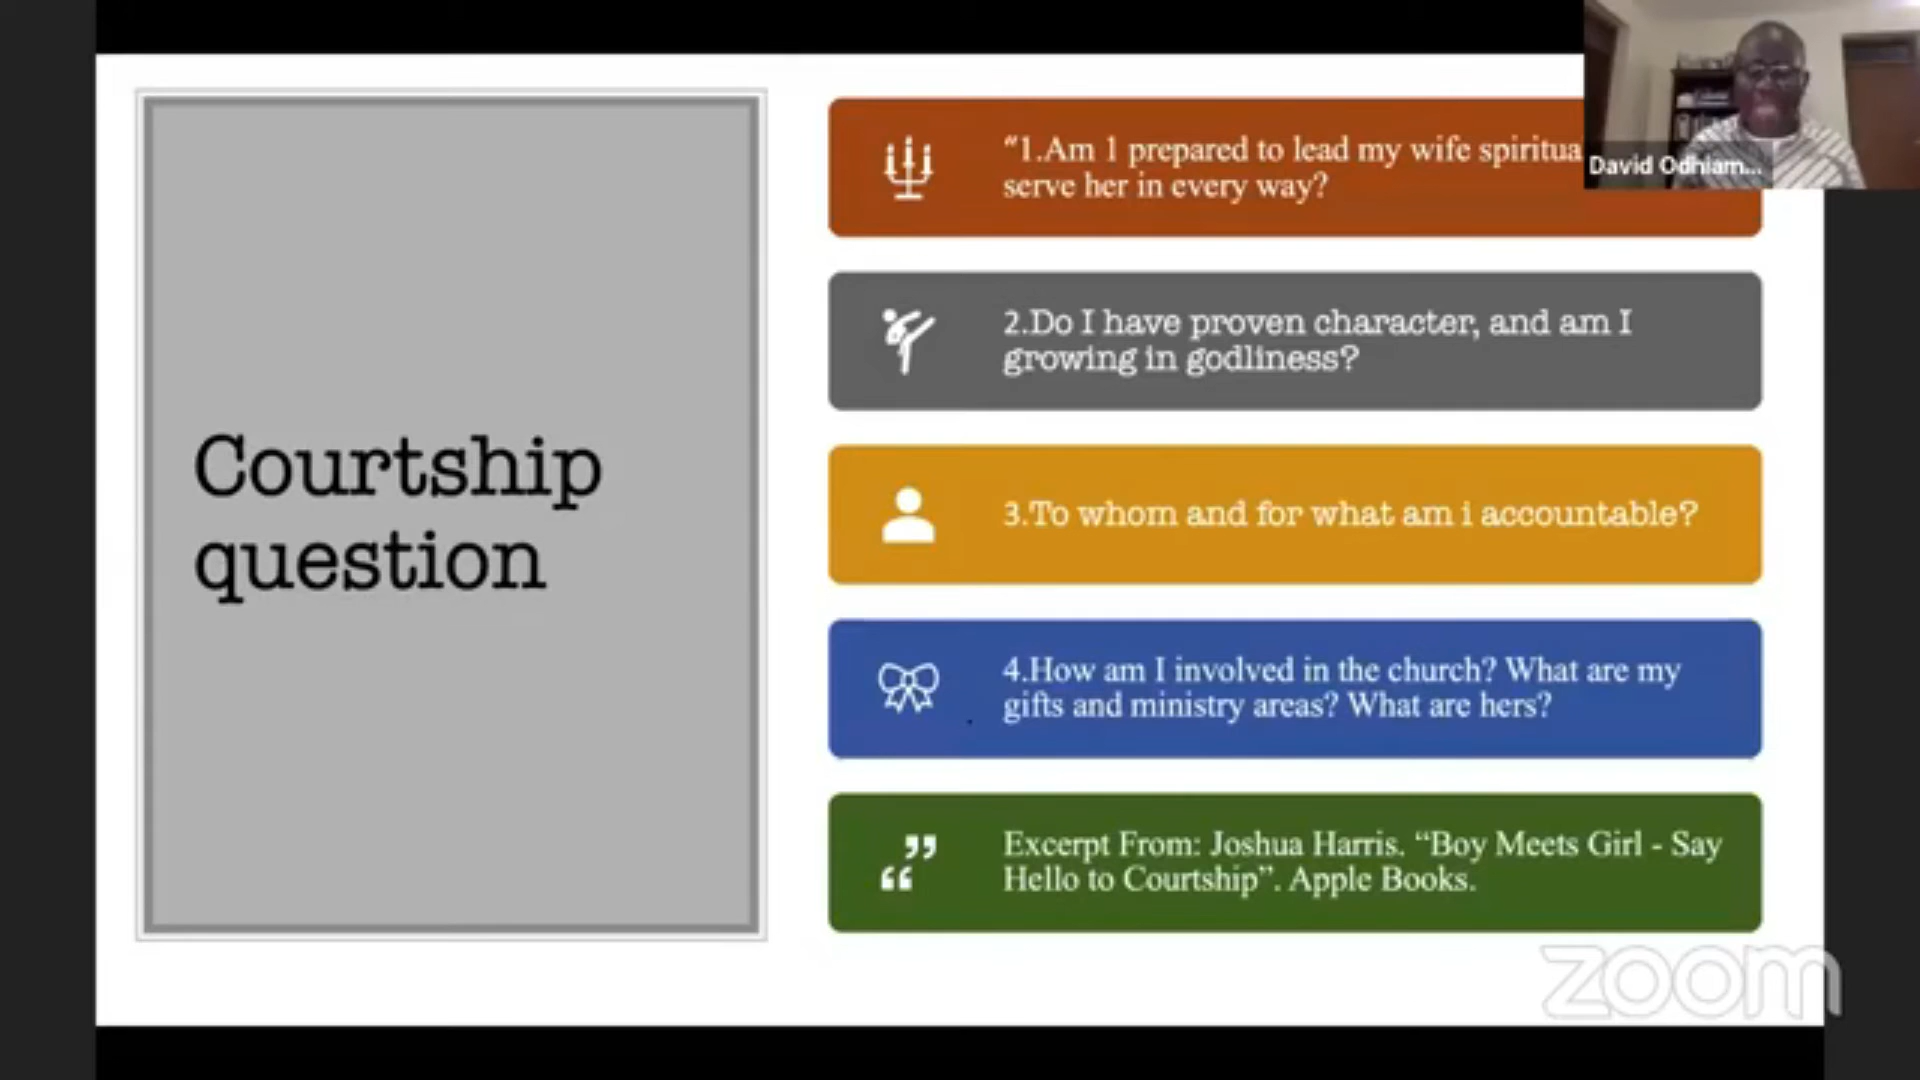 Courtship
question
“1.Am I prepared to lead my wife
serve her in every way?
2.Do I have proven character, and am I
growing in godliness?
3.To whom and for what am i accountable?
4.How am I involved in the church? What are my
gifts and ministry areas? What are hers?
Excerpt From: Joshua Harris. “Boy Meets Girl - Say
Hello to Courtship”. Apple Books.
David Odhiam...
zoom